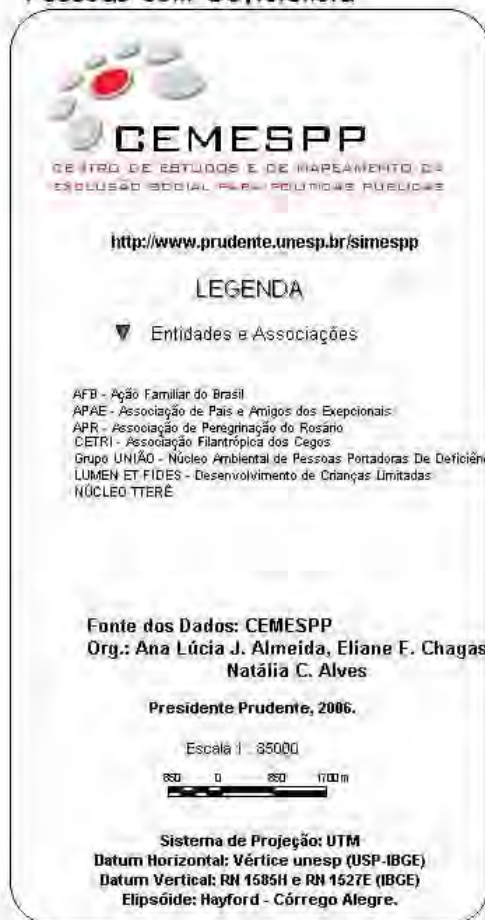 Pessoas com Deficiência
CEMESPP
CENTRO DE ESTUDOS E DE MAPEAMENTO DA
EXCLUSÃO SOCIAL PARA POLITICAS PUBLICAS
http://www.prudente.unesp.br/simespp
LEGENDA
Entidades e Associações
AFB - Ação Familiar do Brasil
APAE - Associação de Pais e Amigos dos Exepcionais
APR - Associação de Peregrinação do Rosário
CETRI - Associação Filantrópica dos Cegos
Grupo UNIÃO - Núcleo Ambiental de Pessoas Portadoras De Deficiên
LUMEN ET FIDES - Desenvolvimento de Crianças Limitadas
NÚCLEO TTERÊ
Fonte dos Dados: CEMESPP
Org.: Ana Lúcia J. Almeida, Eliane F. Chagas
Natália C. Alves
Presidente Prudente, 2006.
Escala 1 : 85000
850 0 850 1700 m
Sistema de Projeção: UTM
Datum Horizontal: Vértice unesp (USP-IBGE)
Datum Vertical: RN 1585H e RN 1527E (IBGE)
Elipsóide: Hayford - Córrego Alegre.